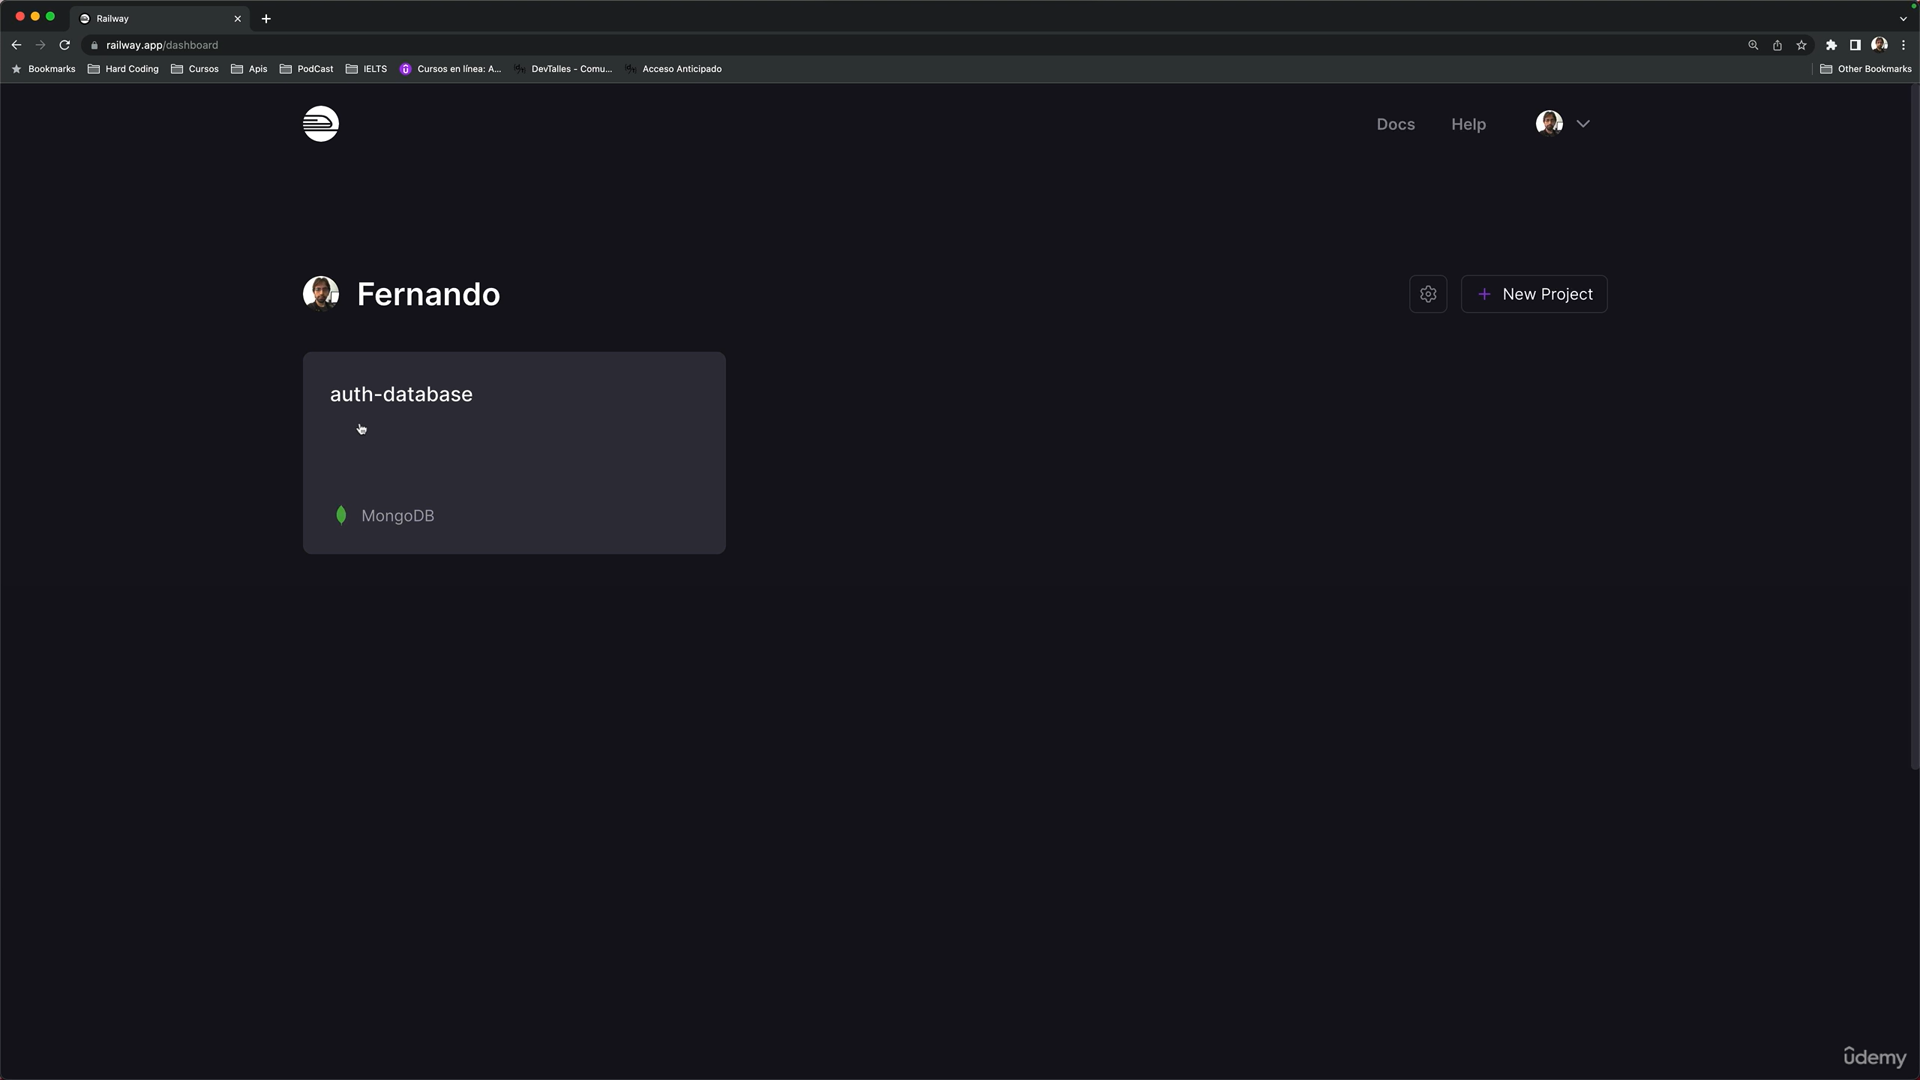 Railway
railway.app/dashboard
Bookmarks Hard Coding Cursos Apis PodCast IELTS Cursos en línea: A... DevTalles - Comu... Acceso Anticipado Other Bookmarks
Docs Help
Fernando
New Project
auth-database
MongoDB
ûdemy